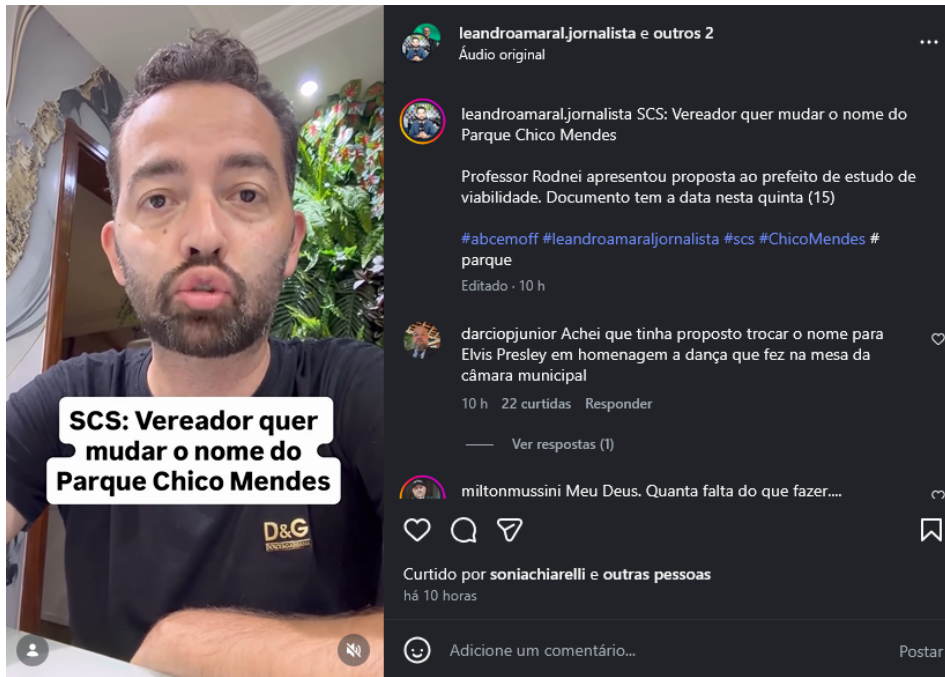 leandroamaral.jornalista e outros 2
Áudio original
leandroamaral.jornalista SCS: Vereador quer mudar o nome do
Parque Chico Mendes
Professor Rodnei apresentou proposta ao prefeito de estudo de
viabilidade. Documento tem a data nesta quinta (15)
#abcemoff #leandroamaraljornalista #scs #ChicoMendes #
parque
Editado · 10 h
darciopjunior Achei que tinha proposto trocar o nome para
Elvis Presley em homenagem a dança que fez na mesa da
câmara municipal
10 h 22 curtidas Responder
Ver respostas (1)
miltonmussini Meu Deus. Quanta falta do que fazer....
Curtido por soniachiarelli e outras pessoas
há 10 horas
Adicione um comentário...
Postar
SCS: Vereador quer
mudar o nome do
Parque Chico Mendes
D&G